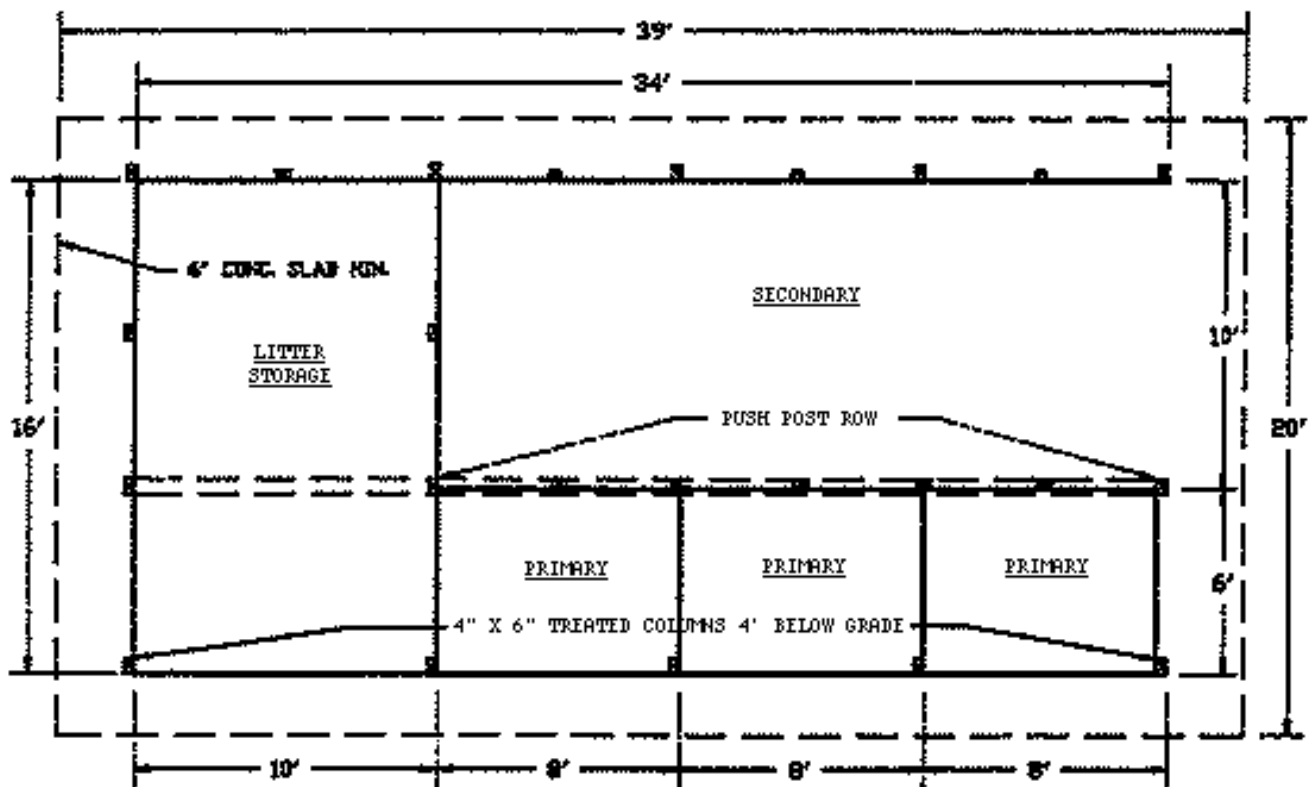 39'
34'
6" CONC. SLAB MIN.
SECONDARY
LITTER
STORAGE
10'
16'
20'
PUSH POST ROW
PRIMARY
PRIMARY
PRIMARY
6'
4" X 6" TREATED COLUMNS 4' BELOW GRADE
10'
8'
8'
8'